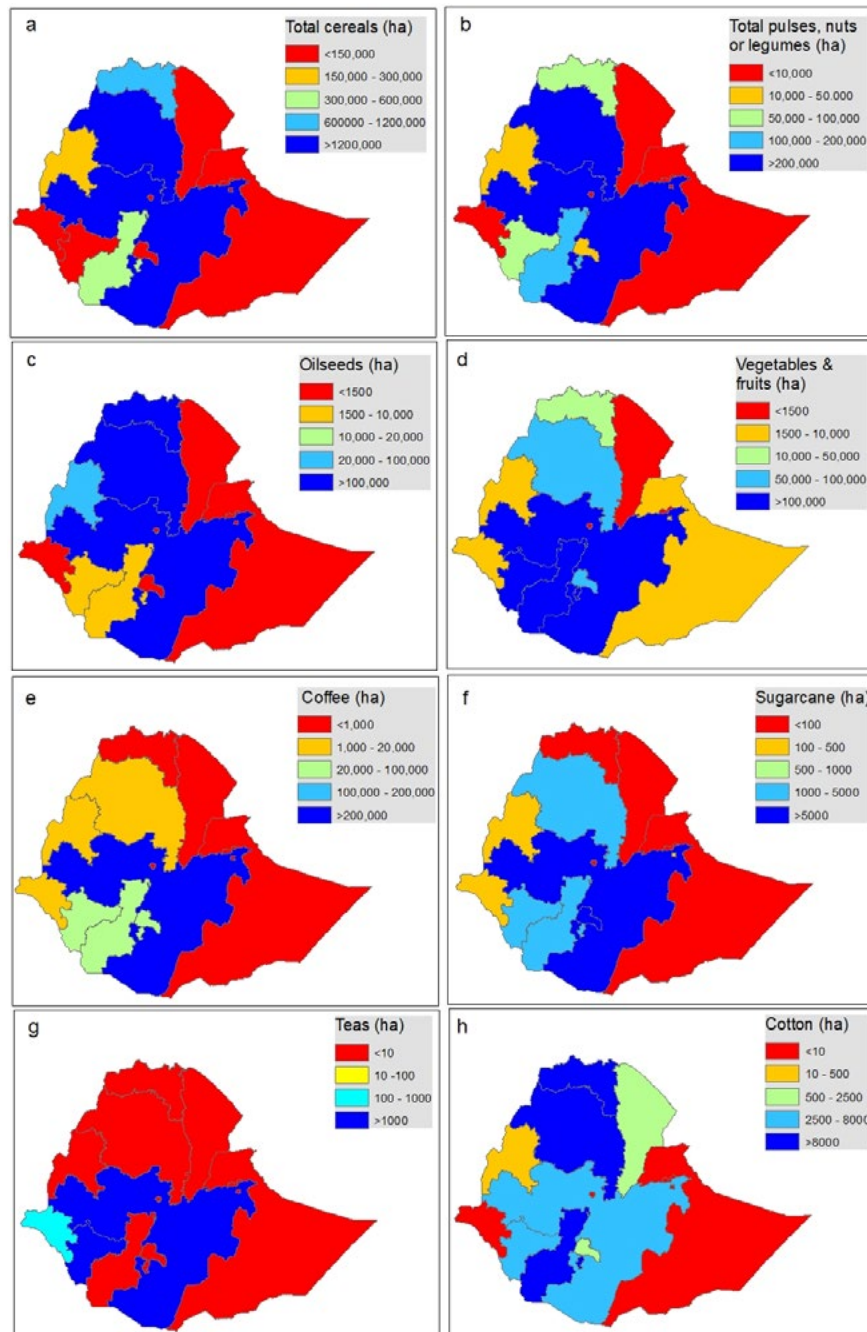 a
Total cereals (ha)
<150,000
150,000 - 300,000
300,000 - 600,000
600000 - 1200,000
>1200,000
b
Total pulses, nuts
or legumes (ha)
<10,000
10,000 - 50.000
50,000 - 100,000
100,000 - 200,000
>200,000
c
Oilseeds (ha)
<1500
1500 - 10,000
10,000 - 20,000
20,000 - 100,000
>100,000
d
Vegetables &
fruits (ha)
<1500
1500 - 10,000
10,000 - 50,000
50,000 - 100,000
>100,000
e
Coffee (ha)
<1,000
1,000 - 20,000
20,000 - 100,000
100,000 - 200,000
>200,000
f
Sugarcane (ha)
<100
100 - 500
500 - 1000
1000 - 5000
>5000
g
Teas (ha)
<10
10 -100
100 - 1000
>1000
h
Cotton (ha)
<10
10 - 500
500 - 2500
2500 - 8000
>8000